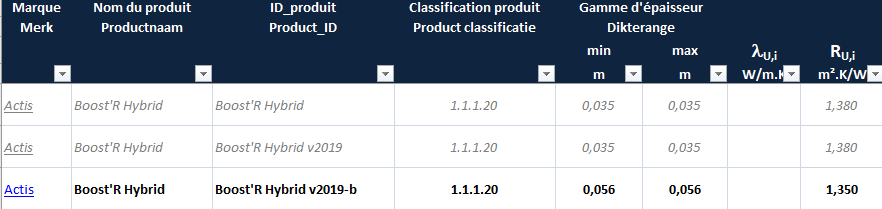 Marque Nom du produit ID_produit Classification produit Gamme d'épaisseur
Merk Productnaam Product_ID Product classificatie Dikterange
min max λU,i RU,i
m m W/m.K m².K/W
Actis Boost'R Hybrid Boost'R Hybrid 1.1.1.20 0,035 0,035 1,380
Actis Boost'R Hybrid Boost'R Hybrid v2019 1.1.1.20 0,035 0,035 1,380
Actis Boost'R Hybrid Boost'R Hybrid v2019-b 1.1.1.20 0,056 0,056 1,350